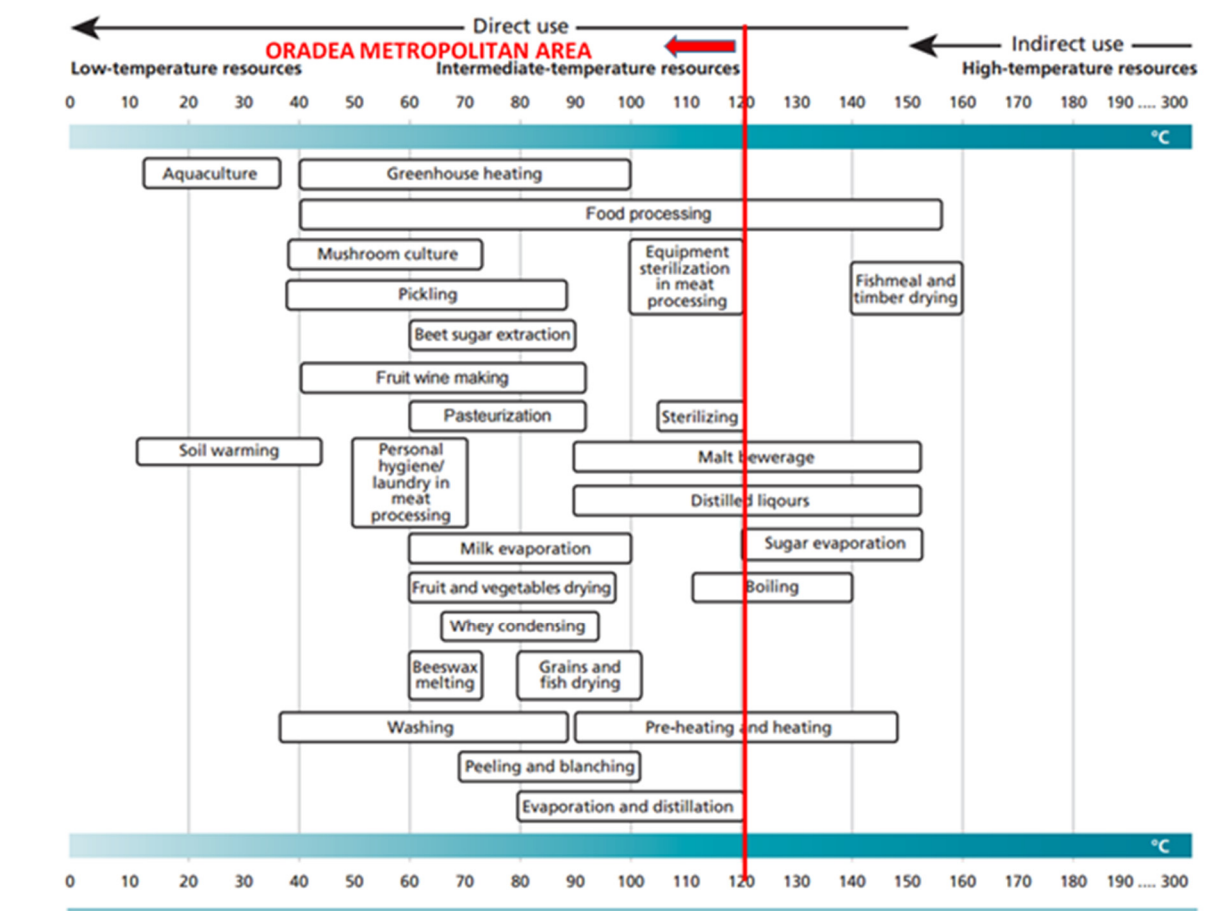 Direct use
ORADEA METROPOLITAN AREA
Indirect use
Low-temperature resources
Intermediate-temperature resources
High-temperature resources
0 10 20 30 40 50 60 70 80 90 100 110 120 130 140 150 160 170 180 190 .... 300
°C
Aquaculture
Greenhouse heating
Food processing
Mushroom culture
Equipment
sterilization
in meat
processing
Fishmeal and
timber drying
Pickling
Beet sugar extraction
Fruit wine making
Pasteurization
Sterilizing
Soil warming
Personal
hygiene/
laundry in
meat
processing
Malt bewerage
Distilled liqours
Milk evaporation
Sugar evaporation
Fruit and vegetables drying
Boiling
Whey condensing
Beeswax
melting
Grains and
fish drying
Washing
Pre-heating and heating
Peeling and blanching
Evaporation and distillation
°C
0 10 20 30 40 50 60 70 80 90 100 110 120 130 140 150 160 170 180 190 .... 300